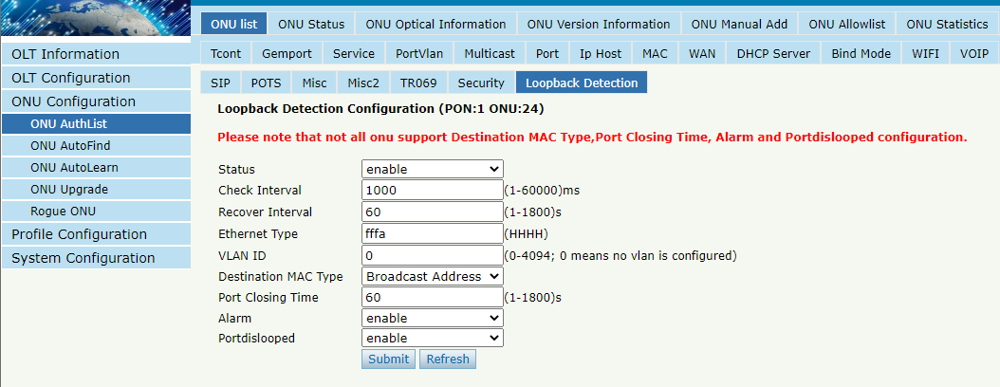 ONU list ONU Status ONU Optical Information ONU Version Information ONU Manual Add ONU Allowlist ONU Statistics
Tcont Gemport Service PortVlan Multicast Port Ip Host MAC WAN DHCP Server Bind Mode WIFI VOIP
SIP POTS Misc Misc2 TR069 Security Loopback Detection
OLT Information
OLT Configuration
ONU Configuration
ONU AuthList
ONU AutoFind
ONU AutoLearn
ONU Upgrade
Rogue ONU
Profile Configuration
System Configuration
Loopback Detection Configuration (PON:1 ONU:24)
Please note that not all onu support Destination MAC Type,Port Closing Time, Alarm and Portdislooped configuration.
Status enable
Check Interval 1000 (1-60000)ms
Recover Interval 60 (1-1800)s
Ethernet Type fffa (HHHH)
VLAN ID 0 (0-4094; 0 means no vlan is configured)
Destination MAC Type Broadcast Address
Port Closing Time 60 (1-1800)s
Alarm enable
Portdislooped enable
Submit Refresh